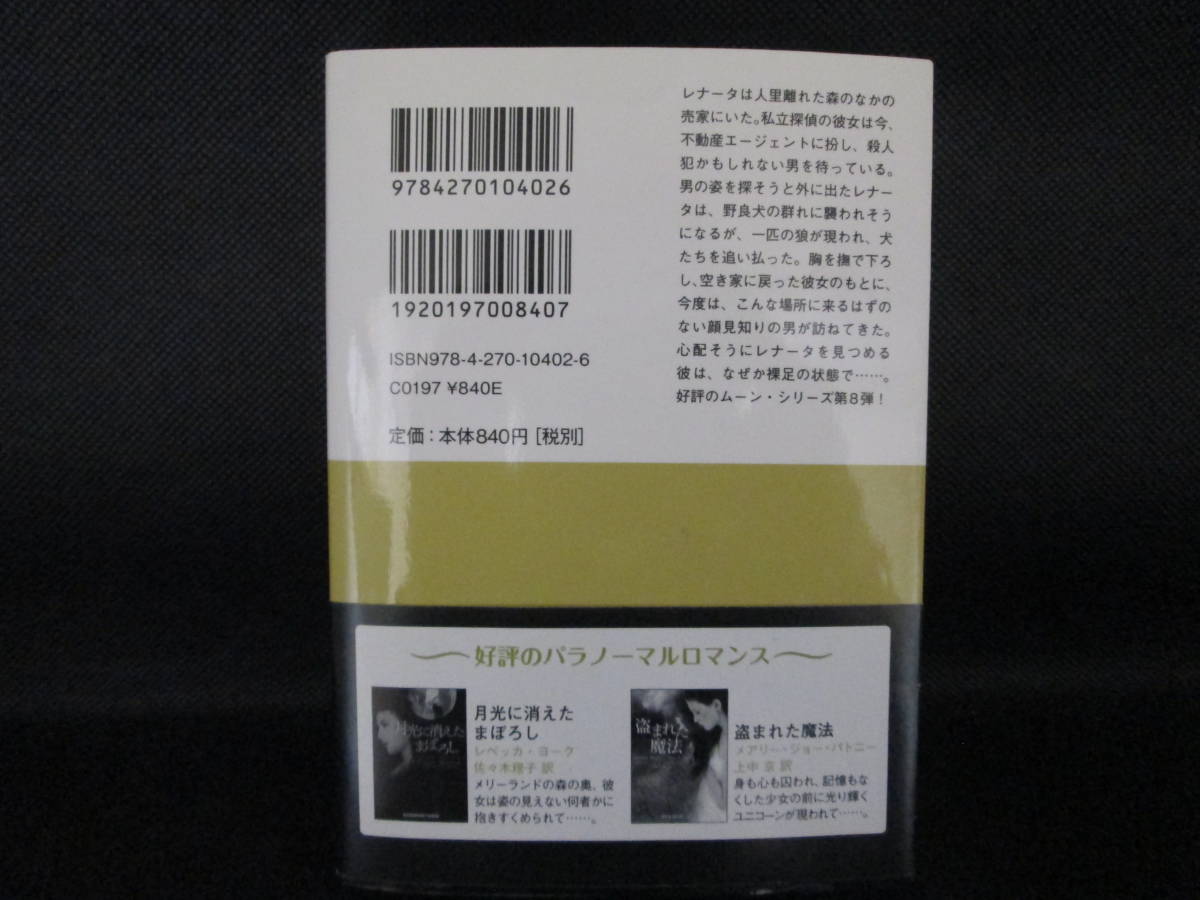 9784270104026
1920197008407
ISBN978-4-270-10402-6
C0197 ¥840E
定価：本体840円［税別］
レナータは人里離れた森のなかの
売家にいた。私立探偵の彼女は今、
不動産エージェントに扮し、殺人
犯かもしれない男を待っている。
男の姿を探そうと外に出たレナー
タは、野良犬の群れに襲われそう
になるが、一匹の狼が現われ、犬
たちを追い払った。胸を撫で下ろ
し、空き家に戻った彼女のもとに、
今度は、こんな場所に来るはずの
ない顔見知りの男が訪ねてきた。
心配そうにレナータを見つめる
彼は、なぜか裸足の状態で……。
好評のムーン・シリーズ第8弾！
好評のパラノーマルロマンス
月光に消えた
まぼろし
月光に消えた
まぼろし
レベッカ・ヨーク
佐々木理子 訳
メリーランドの森の奥、彼
女は姿の見えない何者かに
抱きすくめられて……。
盗まれた
魔法
盗まれた魔法
メアリー・ジョー・パトニー
上中 京 訳
身も心も囚われ、記憶もな
くした少女の前に光り輝く
ユニコーンが現われて……。